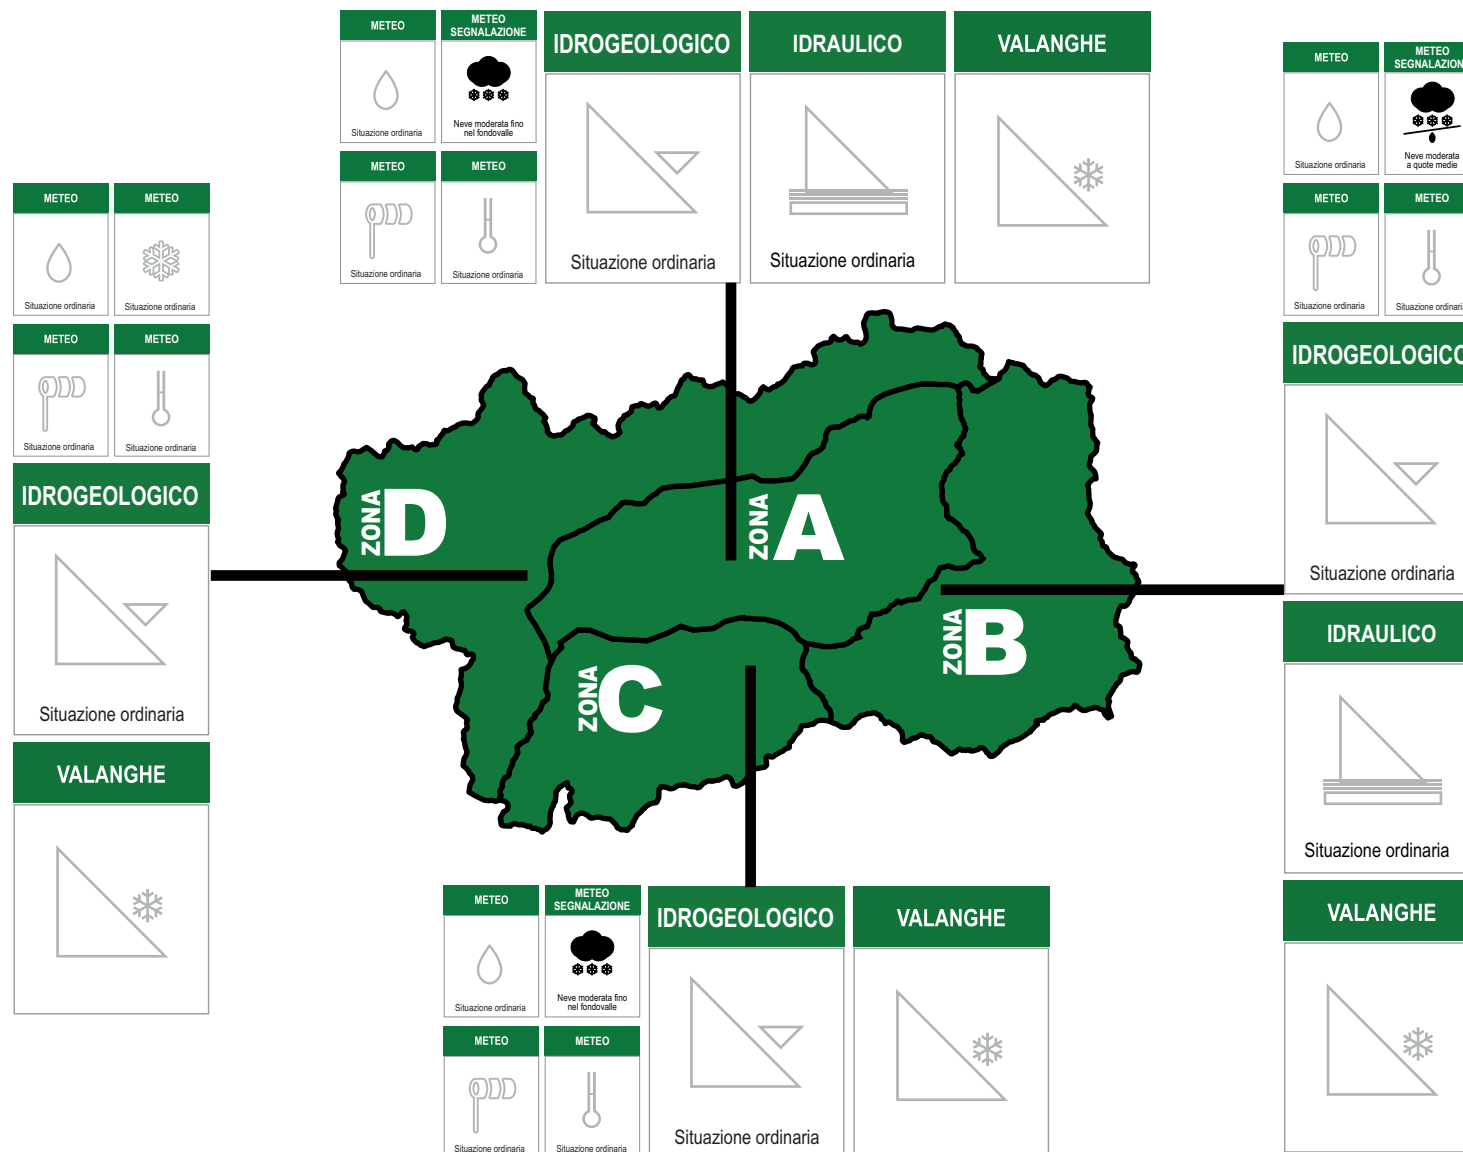 METEO
METEO
SEGNALAZIONE
Situazione ordinaria
Neve moderata fino
nel fondovalle
METEO
METEO
Situazione ordinaria
Situazione ordinaria
IDROGEOLOGICO
Situazione ordinaria
IDRAULICO
Situazione ordinaria
VALANGHE
METEO
METEO
SEGNALAZION
Situazione ordinaria
Neve moderata
a quote medie
METEO
METEO
Situazione ordinaria
Situazione ordinari
IDROGEOLOGICO
Situazione ordinaria
IDRAULICO
Situazione ordinaria
VALANGHE
METEO
METEO
Situazione ordinaria
Situazione ordinaria
METEO
METEO
Situazione ordinaria
Situazione ordinaria
IDROGEOLOGICO
Situazione ordinaria
VALANGHE
ZONA D
ZONA A
ZONA B
ZONA C
METEO
METEO
SEGNALAZIONE
Situazione ordinaria
Neve moderata fino
nel fondovalle
METEO
METEO
Situazione ordinaria
Situazione ordinaria
IDROGEOLOGICO
Situazione ordinaria
VALANGHE